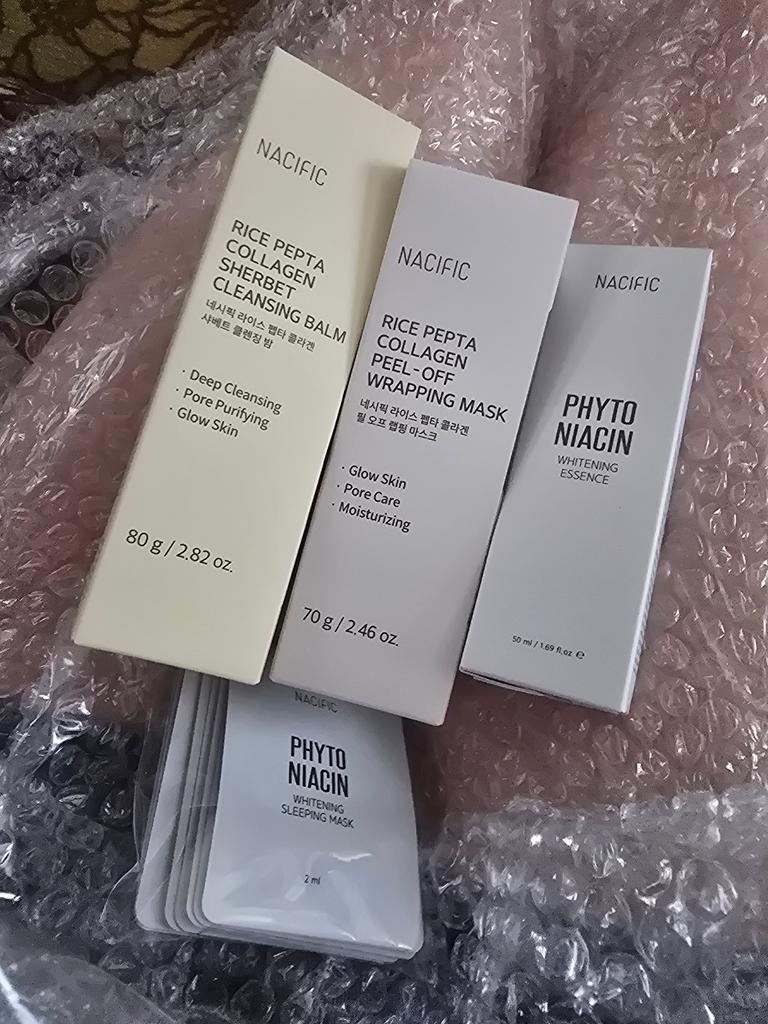 NACIFIC
RICE PEPTA
COLLAGEN
SHERBET
CLEANSING BALM
네시픽 라이스 펩타 콜라겐
샤베트 클렌징 밤
· Deep Cleansing
· Pore Purifying
· Glow Skin
80 g / 2.82 oz.
NACIFIC
RICE PEPTA
COLLAGEN
PEEL-OFF
WRAPPING MASK
네시픽 라이스 펩타 콜라겐
필 오프 랩핑 마스크
· Glow Skin
· Pore Care
· Moisturizing
70 g / 2.46 oz.
NACIFIC
PHYTO
NIACIN
WHITENING
ESSENCE
50 ml / 1.69 fl.oz ℮
NACIFIC
PHYTO
NIACIN
WHITENING
SLEEPING MASK
2 ml